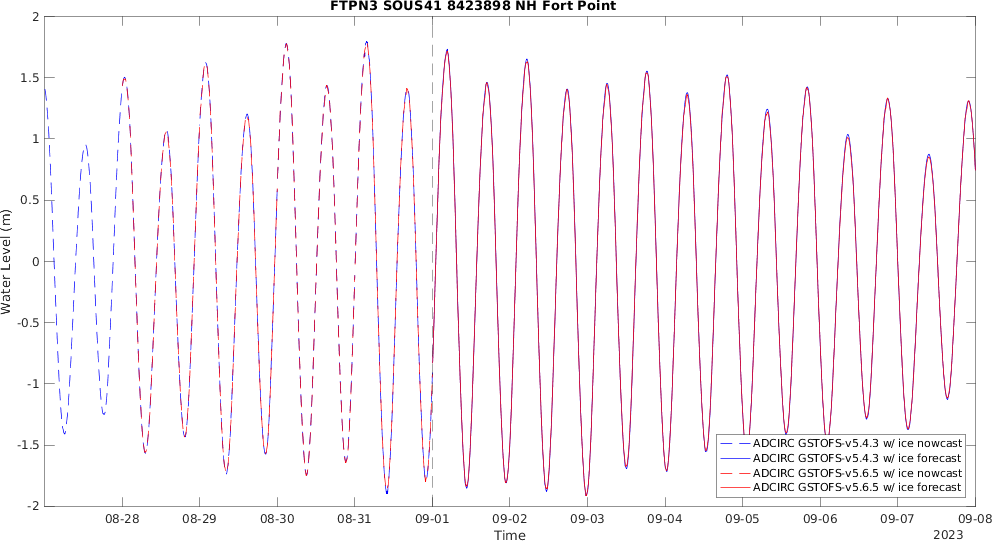 FTPN3 SOUS41 8423898 NH Fort Point
2
1.5
1
0.5
0
-0.5
-1
-1.5
-2
Water Level (m)
ADCIRC GSTOFS-v5.4.3 w/ ice nowcast
ADCIRC GSTOFS-v5.4.3 w/ ice forecast
ADCIRC GSTOFS-v5.6.5 w/ ice nowcast
ADCIRC GSTOFS-v5.6.5 w/ ice forecast
08-28 08-29 08-30 08-31 09-01 09-02 09-03 09-04 09-05 09-06 09-07 09-08
Time
2023